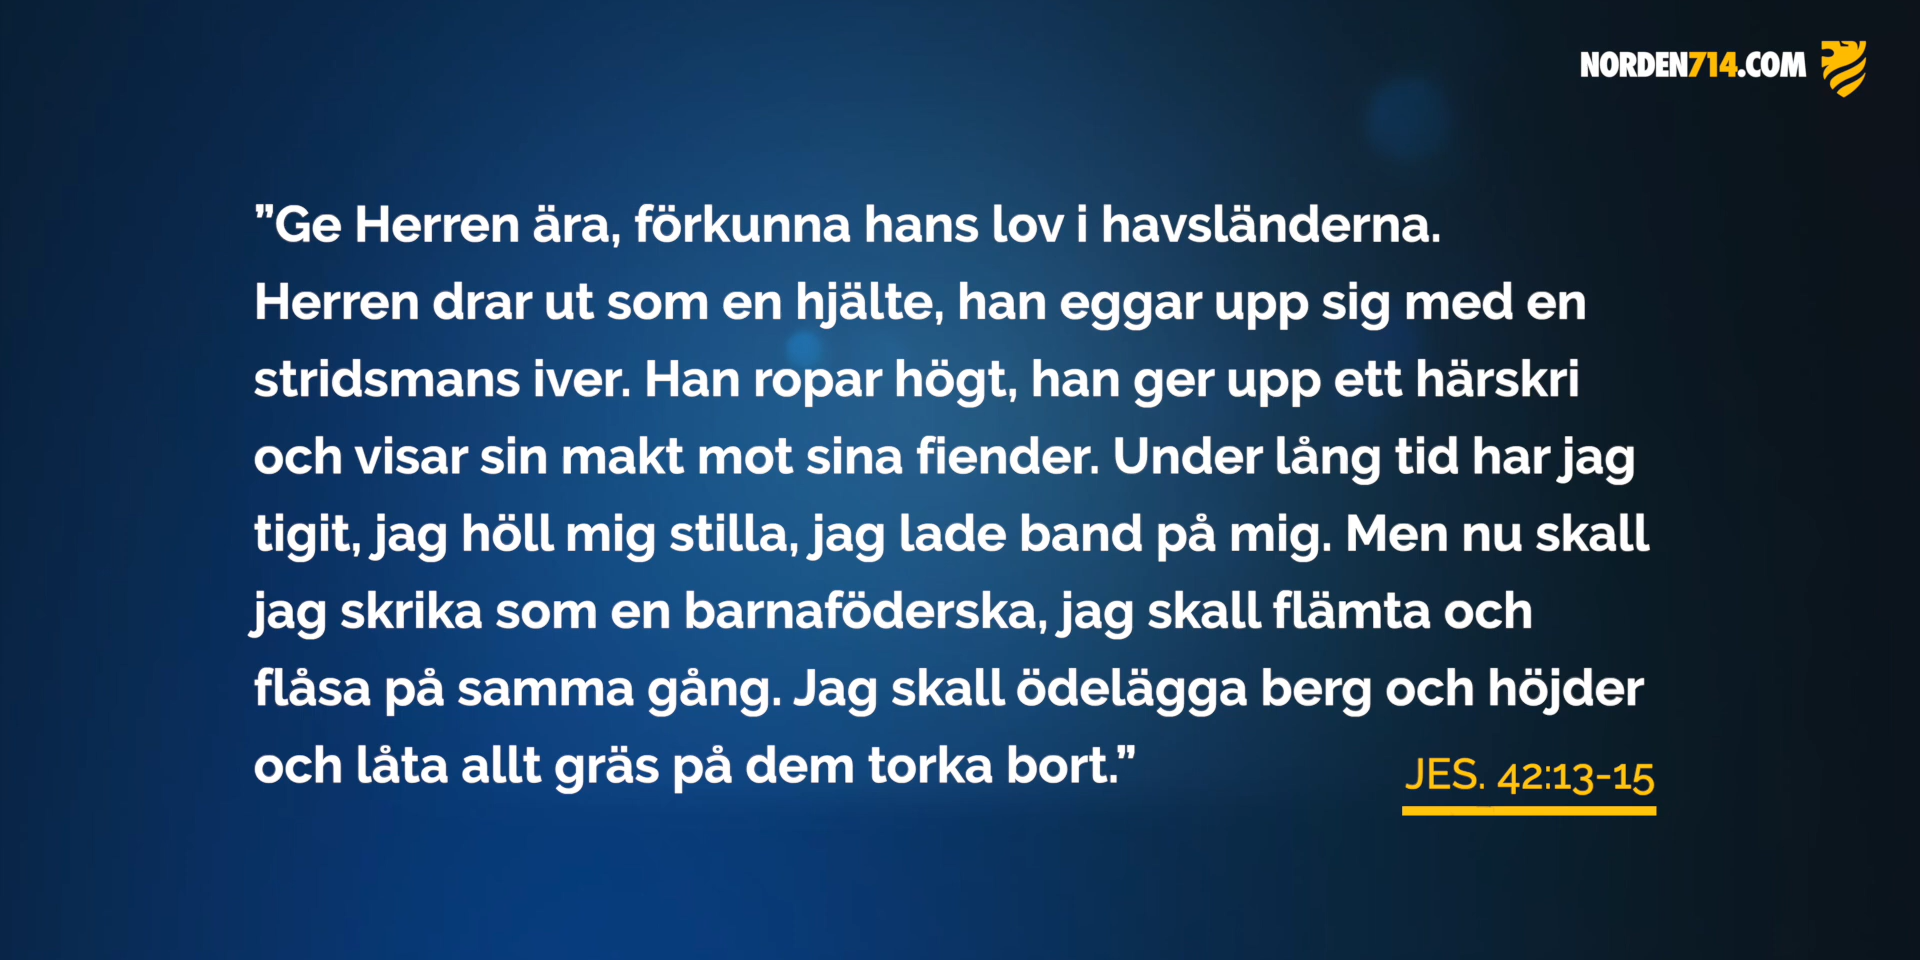 NORDEN714.COM
”Ge Herren ära, förkunna hans lov i havsländerna.
Herren drar ut som en hjälte, han eggar upp sig med en
stridsmans iver. Han ropar högt, han ger upp ett härskri
och visar sin makt mot sina fiender. Under lång tid har jag
tigit, jag höll mig stilla, jag lade band på mig. Men nu skall
jag skrika som en barnaföderska, jag skall flämta och
flåsa på samma gång. Jag skall ödelägga berg och höjder
och låta allt gräs på dem torka bort.”
JES. 42:13-15